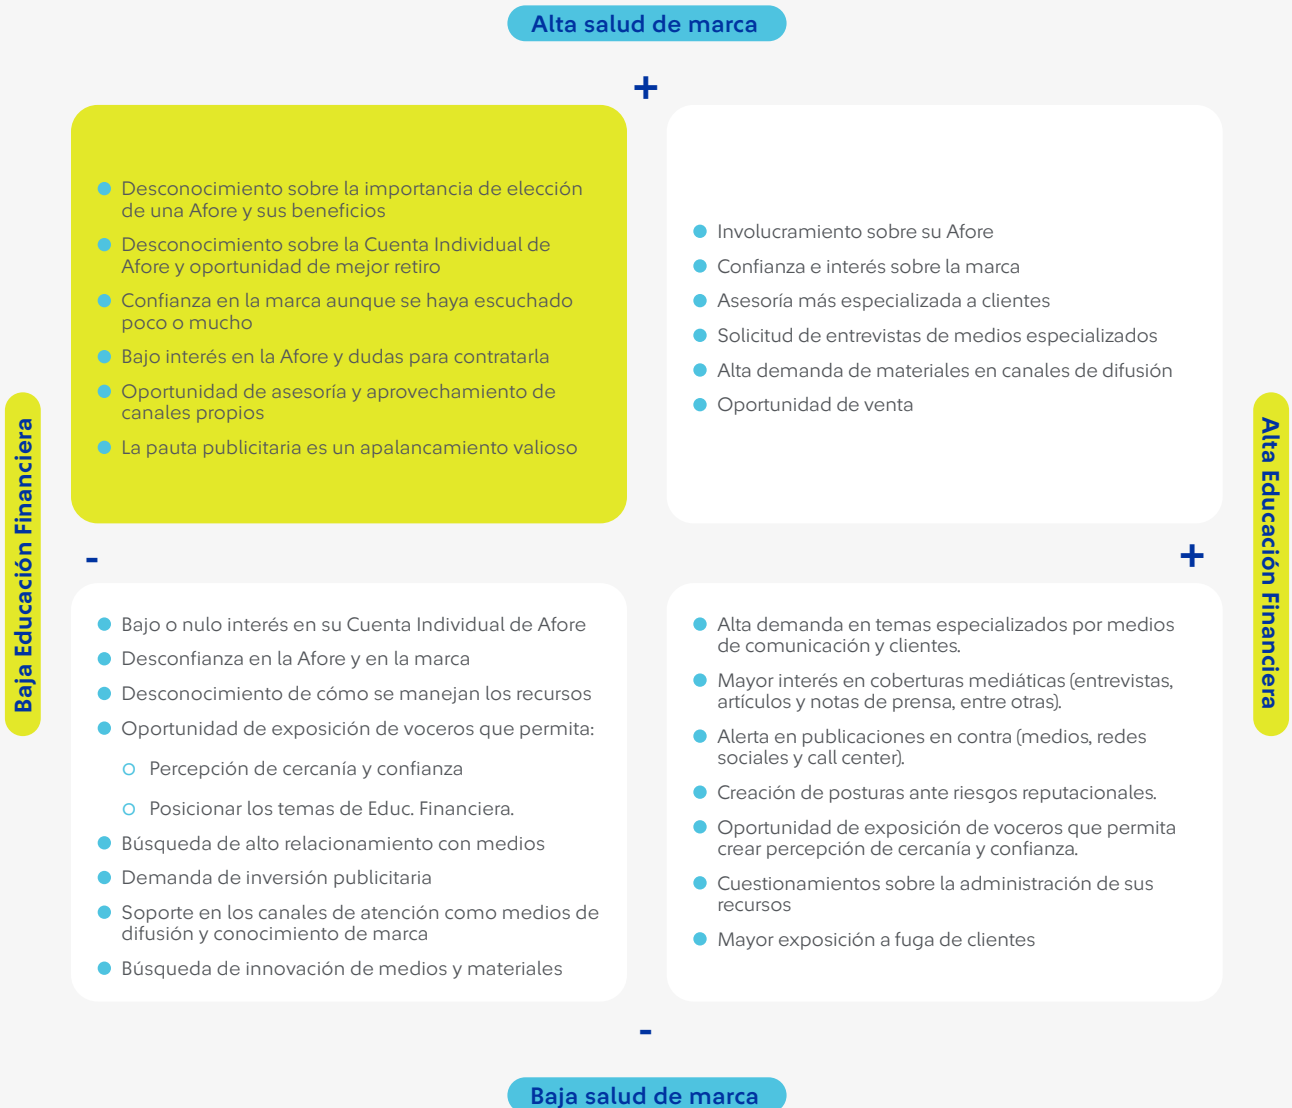 Alta salud de marca
+
Desconocimiento sobre la importancia de elección
de una Afore y sus beneficios
Desconocimiento sobre la Cuenta Individual de
Afore y oportunidad de mejor retiro
Confianza en la marca aunque se haya escuchado
poco o mucho
Bajo interés en la Afore y dudas para contratarla
Oportunidad de asesoría y aprovechamiento de
canales propios
La pauta publicitaria es un apalancamiento valioso
Involucramiento sobre su Afore
Confianza e interés sobre la marca
Asesoría más especializada a clientes
Solicitud de entrevistas de medios especializados
Alta demanda de materiales en canales de difusión
Oportunidad de venta
Baja Educación Financiera
-
+
Alta Educación Financiera
Bajo o nulo interés en su Cuenta Individual de Afore
Desconfianza en la Afore y en la marca
Desconocimiento de cómo se manejan los recursos
Oportunidad de exposición de voceros que permita:
Percepción de cercanía y confianza
Posicionar los temas de Educ. Financiera.
Búsqueda de alto relacionamiento con medios
Demanda de inversión publicitaria
Soporte en los canales de atención como medios de
difusión y conocimiento de marca
Búsqueda de innovación de medios y materiales
Alta demanda en temas especializados por medios
de comunicación y clientes.
Mayor interés en coberturas mediáticas (entrevistas,
artículos y notas de prensa, entre otras).
Alerta en publicaciones en contra (medios, redes
sociales y call center).
Creación de posturas ante riesgos reputacionales.
Oportunidad de exposición de voceros que permita
crear percepción de cercanía y confianza.
Cuestionamientos sobre la administración de sus
recursos
Mayor exposición a fuga de clientes
-
Baja salud de marca